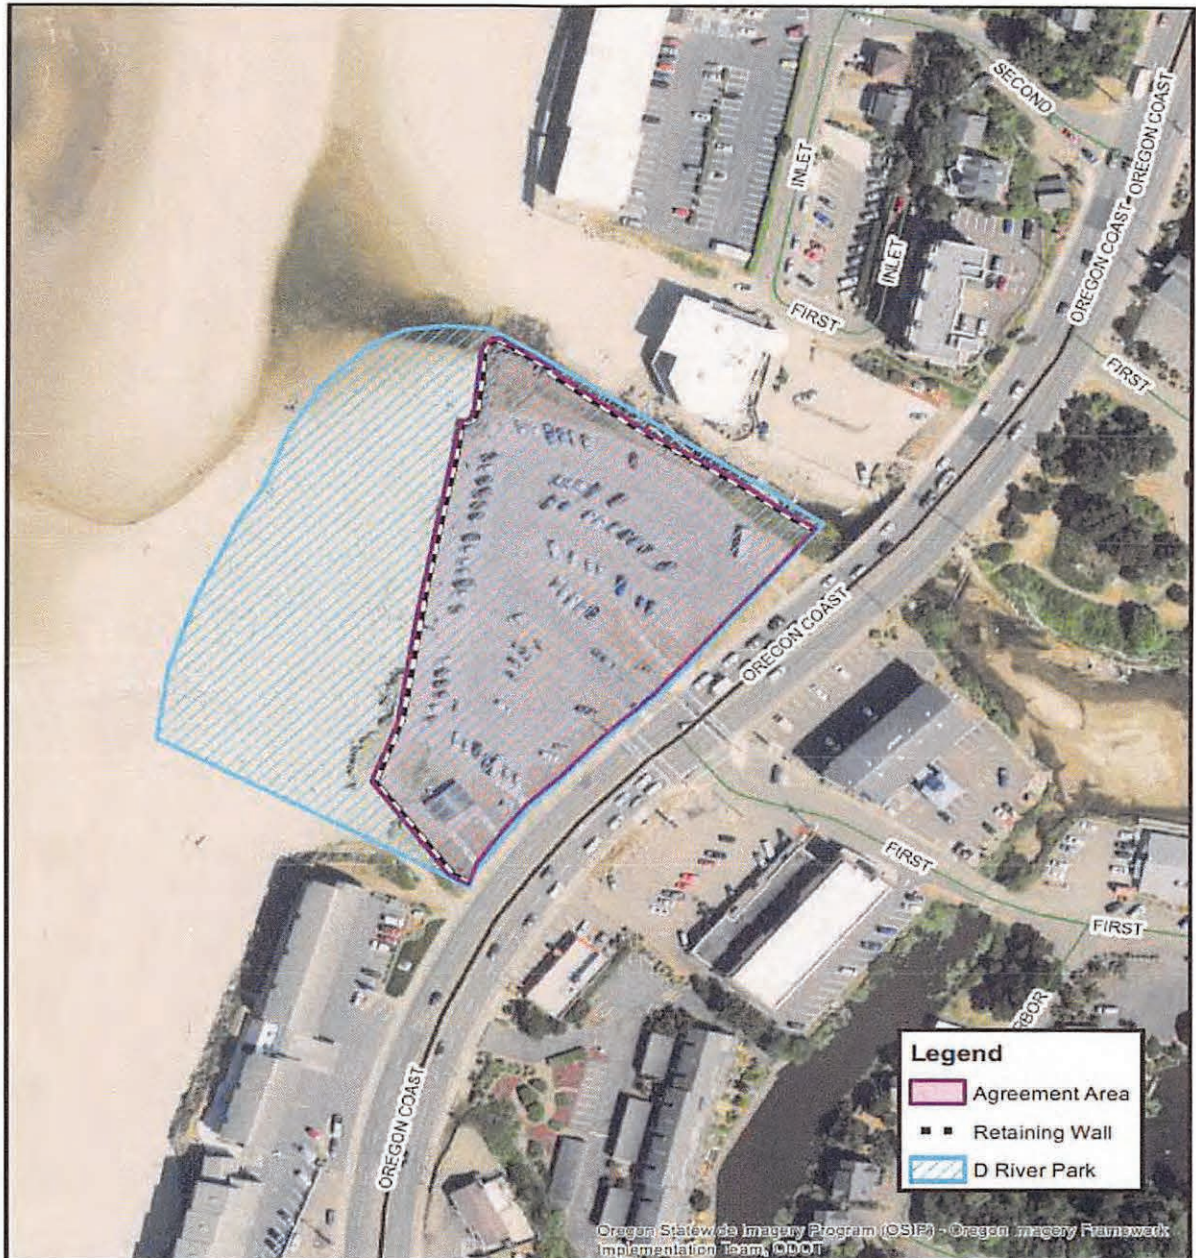 SECOND
OREGON COAST
INLET
OREGON COAST
INLET
FIRST
FIRST
OREGON COAST
FIRST
FIRST
RBOR
OREGON COAST
Legend
Agreement Area
Retaining Wall
D River Park
Oregon Statewide Imagery Program (OSIP) - Oregon Imagery Framework
Implementation Team, ODOT